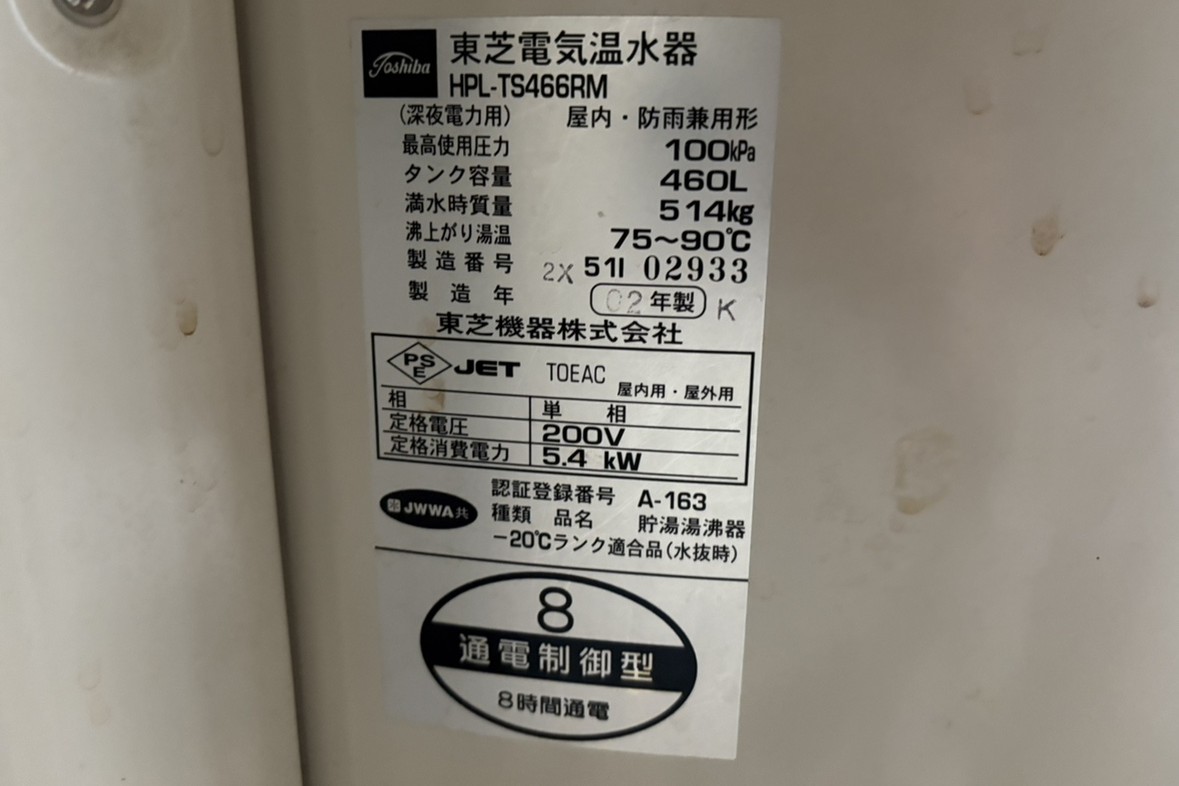 Toshiba 東芝電気温水器
HPL-TS466RM
(深夜電力用) 屋内・防雨兼用形
最高使用圧力 100kPa
タンク容量 460L
満水時質量 514kg
沸上がり湯温 75〜90℃
製造番号 2X 51I 02933
製造年 02年製 K
東芝機器株式会社
PSE JET TOEAC 屋内用・屋外用
相 単相
定格電圧 200V
定格消費電力 5.4 kW
JWWA共 認証登録番号 A-163
種類 品名 貯湯湯沸器
-20℃ランク適合品(水抜時)
8
通電制御型
8時間通電